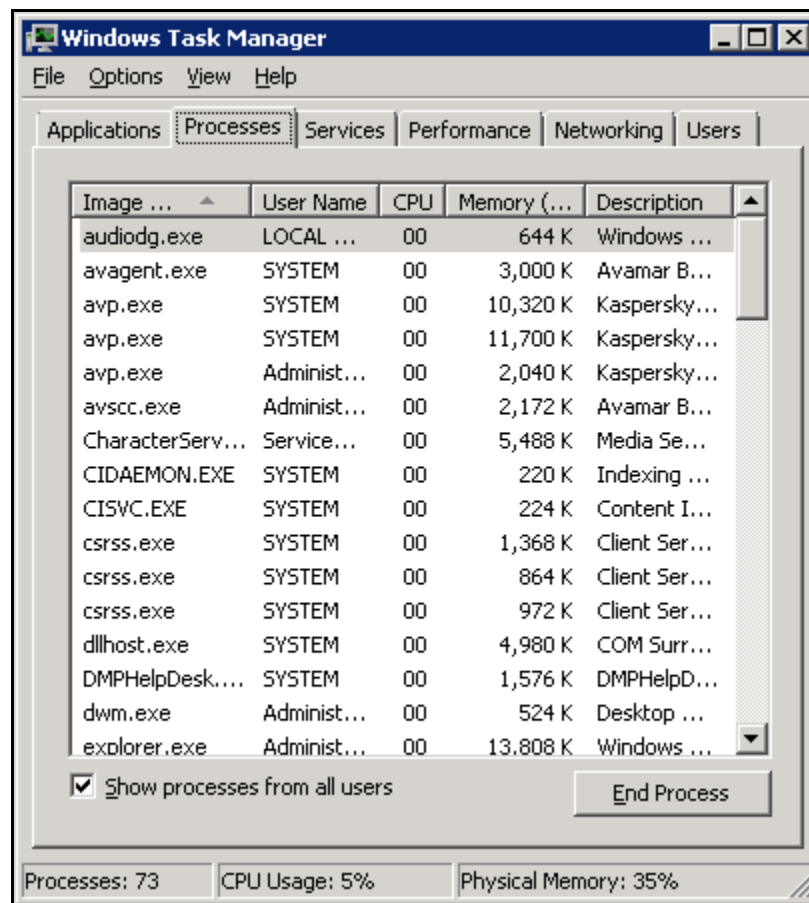 Windows Task Manager
File Options View Help
Applications Processes Services Performance Networking Users
Image ... User Name CPU Memory (... Description
audiodg.exe LOCAL ... 00 644 K Windows ...
avagent.exe SYSTEM 00 3,000 K Avamar B...
avp.exe SYSTEM 00 10,320 K Kaspersky...
avp.exe SYSTEM 00 11,700 K Kaspersky...
avp.exe Administ... 00 2,040 K Kaspersky...
avscc.exe Administ... 00 2,172 K Avamar B...
CharacterServ... Service... 00 5,488 K Media Se...
CIDAEMON.EXE SYSTEM 00 220 K Indexing ...
CISVC.EXE SYSTEM 00 224 K Content I...
csrss.exe SYSTEM 00 1,368 K Client Ser...
csrss.exe SYSTEM 00 864 K Client Ser...
csrss.exe SYSTEM 00 972 K Client Ser...
dllhost.exe SYSTEM 00 4,980 K COM Surr...
DMPHelpDesk.... SYSTEM 00 1,576 K DMPHelpD...
dwm.exe Administ... 00 524 K Desktop ...
explorer.exe Administ... 00 13,808 K Windows ...
Show processes from all users
End Process
Processes: 73 CPU Usage: 5% Physical Memory: 35%